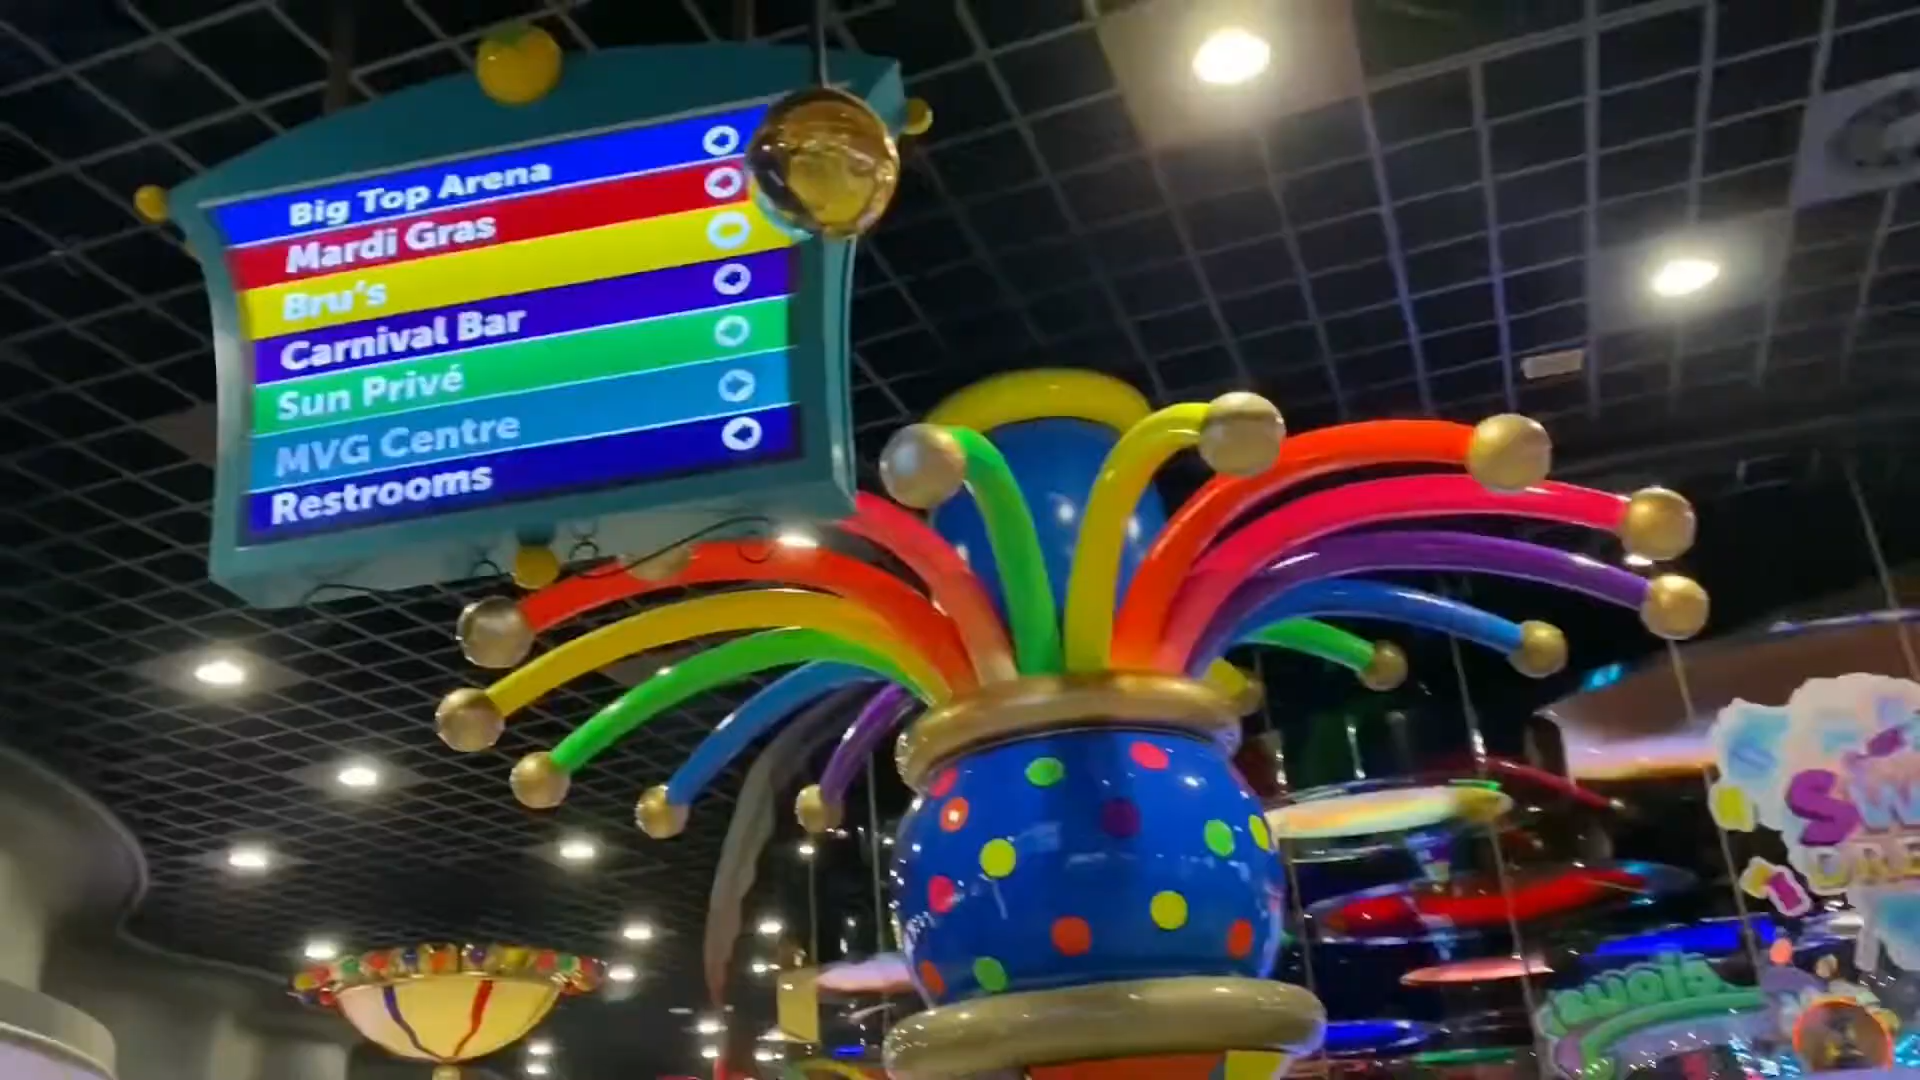 Big Top Arena
Mardi Gras
Bru's
Carnival Bar
Sun Privé
MVG Centre
Restrooms